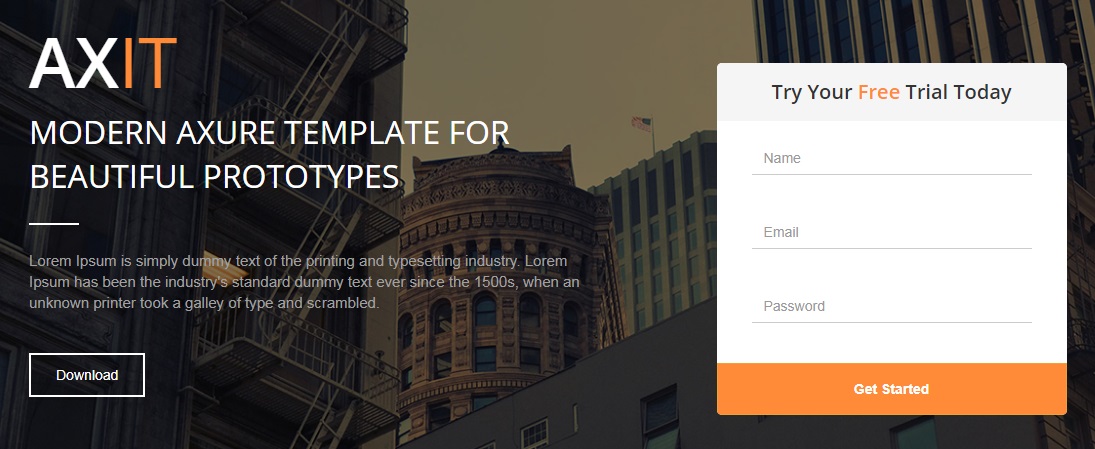 AXIT
MODERN AXURE TEMPLATE FOR
BEAUTIFUL PROTOTYPES
Lorem Ipsum is simply dummy text of the printing and typesetting industry. Lorem
Ipsum has been the industry's standard dummy text ever since the 1500s, when an
unknown printer took a galley of type and scrambled.
Download
Try Your Free Trial Today
Name
Email
Password
Get Started